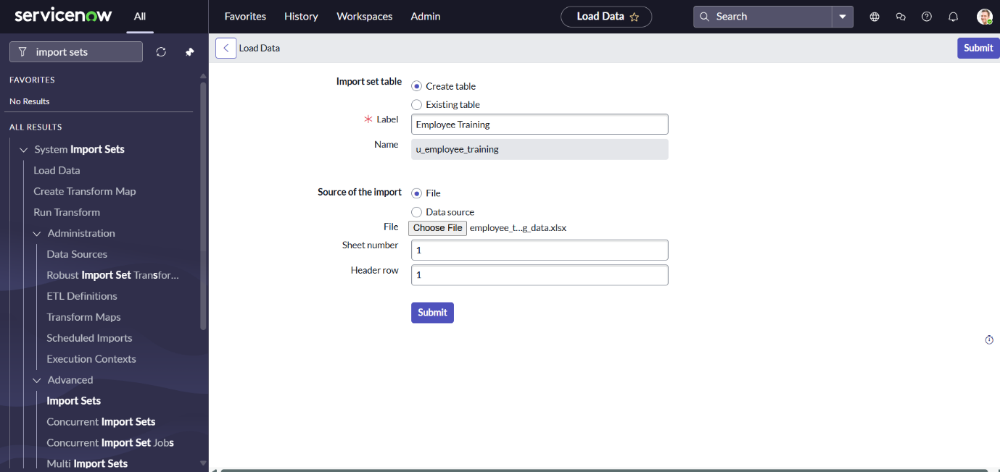 servicenow All Favorites History Workspaces Admin Load Data Search
import sets
FAVORITES
No Results
ALL RESULTS
System Import Sets
Load Data
Create Transform Map
Run Transform
Administration
Data Sources
Robust Import Set Transfor...
ETL Definitions
Transform Maps
Scheduled Imports
Execution Contexts
Advanced
Import Sets
Concurrent Import Sets
Concurrent Import Set Jobs
Multi Import Sets
Load Data Submit
Import set table Create table
Existing table
* Label Employee Training
Name u_employee_training
Source of the import File
Data source
File Choose File employee_t...g_data.xlsx
Sheet number 1
Header row 1
Submit